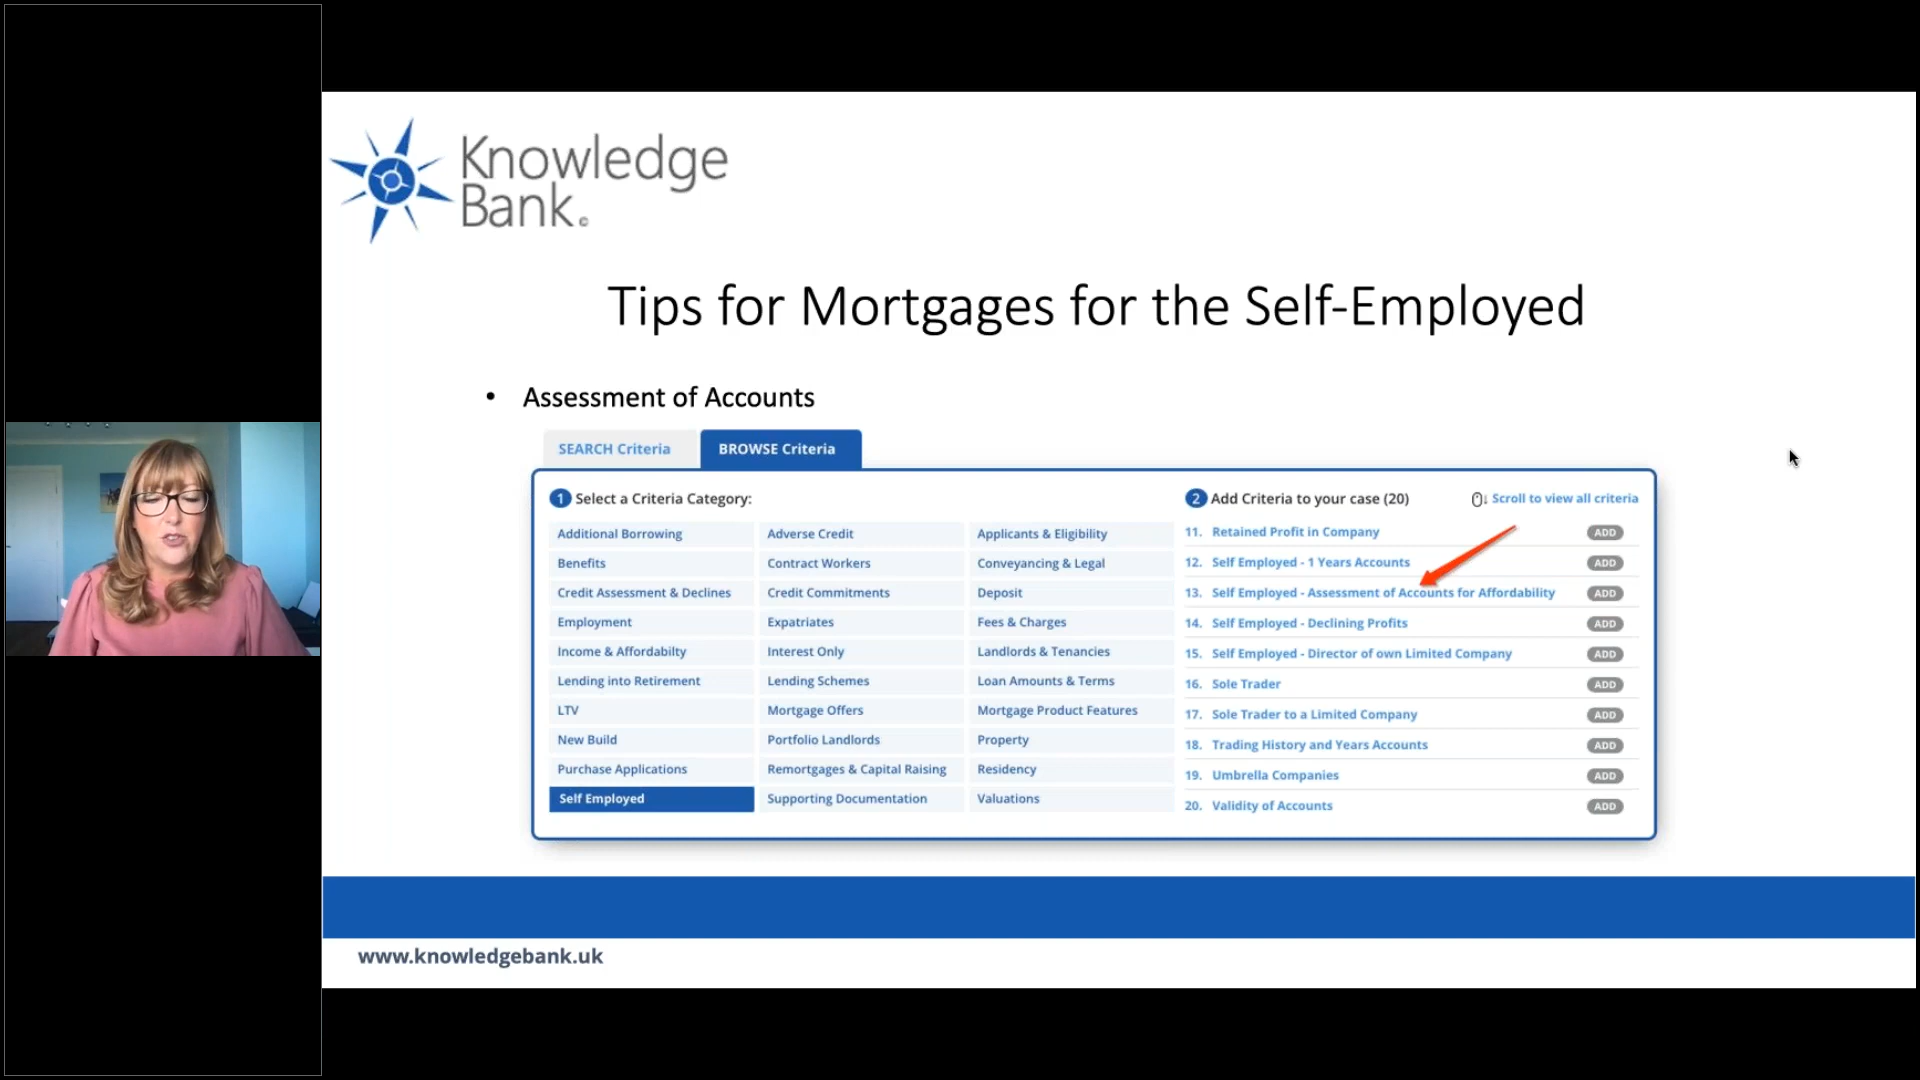 Knowledge
Bank©
Tips for Mortgages for the Self-Employed
• Assessment of Accounts
SEARCH Criteria
BROWSE Criteria
1 Select a Criteria Category:
Additional Borrowing
Adverse Credit
Applicants & Eligibility
Benefits
Contract Workers
Conveyancing & Legal
Credit Assessment & Declines
Credit Commitments
Deposit
Employment
Expatriates
Fees & Charges
Income & Affordabilty
Interest Only
Landlords & Tenancies
Lending into Retirement
Lending Schemes
Loan Amounts & Terms
LTV
Mortgage Offers
Mortgage Product Features
New Build
Portfolio Landlords
Property
Purchase Applications
Remortgages & Capital Raising
Residency
Self Employed
Supporting Documentation
Valuations
2 Add Criteria to your case (20)
Scroll to view all criteria
11. Retained Profit in Company ADD
12. Self Employed - 1 Years Accounts ADD
13. Self Employed - Assessment of Accounts for Affordability ADD
14. Self Employed - Declining Profits ADD
15. Self Employed - Director of own Limited Company ADD
16. Sole Trader ADD
17. Sole Trader to a Limited Company ADD
18. Trading History and Years Accounts ADD
19. Umbrella Companies ADD
20. Validity of Accounts ADD
www.knowledgebank.uk